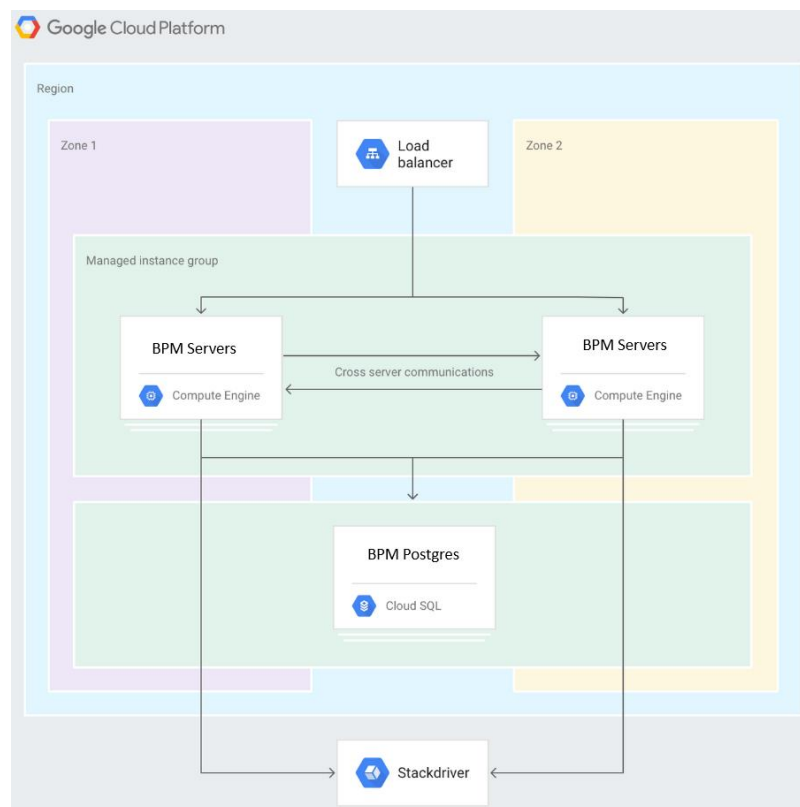 Google Cloud Platform
Region
Zone 1
Load
balancer
Zone 2
Managed instance group
BPM Servers
Compute Engine
Cross server communications
BPM Servers
Compute Engine
BPM Postgres
Cloud SQL
Stackdriver